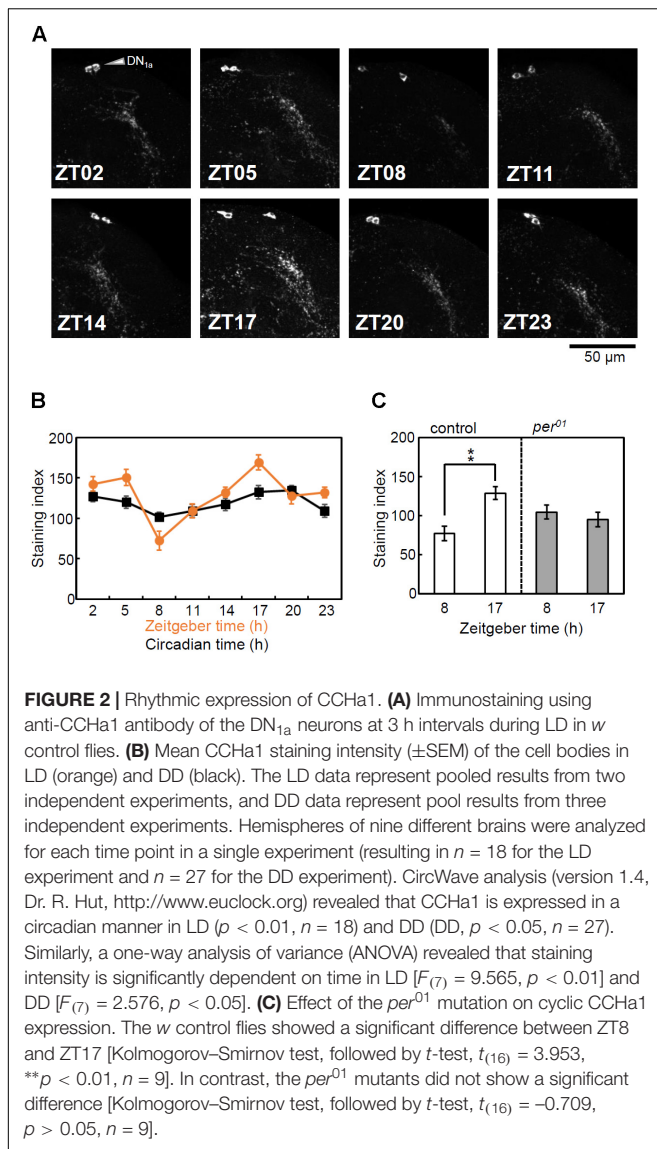 A
DN1a
ZT02
ZT05
ZT08
ZT11
ZT14
ZT17
ZT20
ZT23
50 µm
B
200
150
100
50
0
Staining index
2 5 8 11 14 17 20 23
Zeitgeber time (h)
Circadian time (h)
C
control
per01
**
200
150
100
50
0
Staining index
8 17 8 17
Zeitgeber time (h)
FIGURE 2 | Rhythmic expression of CCHa1. (A) Immunostaining using
anti-CCHa1 antibody of the DN1a neurons at 3 h intervals during LD in w
control flies. (B) Mean CCHa1 staining intensity (±SEM) of the cell bodies in
LD (orange) and DD (black). The LD data represent pooled results from two
independent experiments, and DD data represent pool results from three
independent experiments. Hemispheres of nine different brains were analyzed
for each time point in a single experiment (resulting in n = 18 for the LD
experiment and n = 27 for the DD experiment). CircWave analysis (version 1.4,
Dr. R. Hut, http://www.euclock.org) revealed that CCHa1 is expressed in a
circadian manner in LD (p < 0.01, n = 18) and DD (DD, p < 0.05, n = 27).
Similarly, a one-way analysis of variance (ANOVA) revealed that staining
intensity is significantly dependent on time in LD [F(7) = 9.565, p < 0.01] and
DD [F(7) = 2.576, p < 0.05]. (C) Effect of the per01 mutation on cyclic CCHa1
expression. The w control flies showed a significant difference between ZT8
and ZT17 [Kolmogorov–Smirnov test, followed by t-test, t(16) = 3.953,
**p < 0.01, n = 9]. In contrast, the per01 mutants did not show a significant
difference [Kolmogorov–Smirnov test, followed by t-test, t(16) = –0.709,
p > 0.05, n = 9].